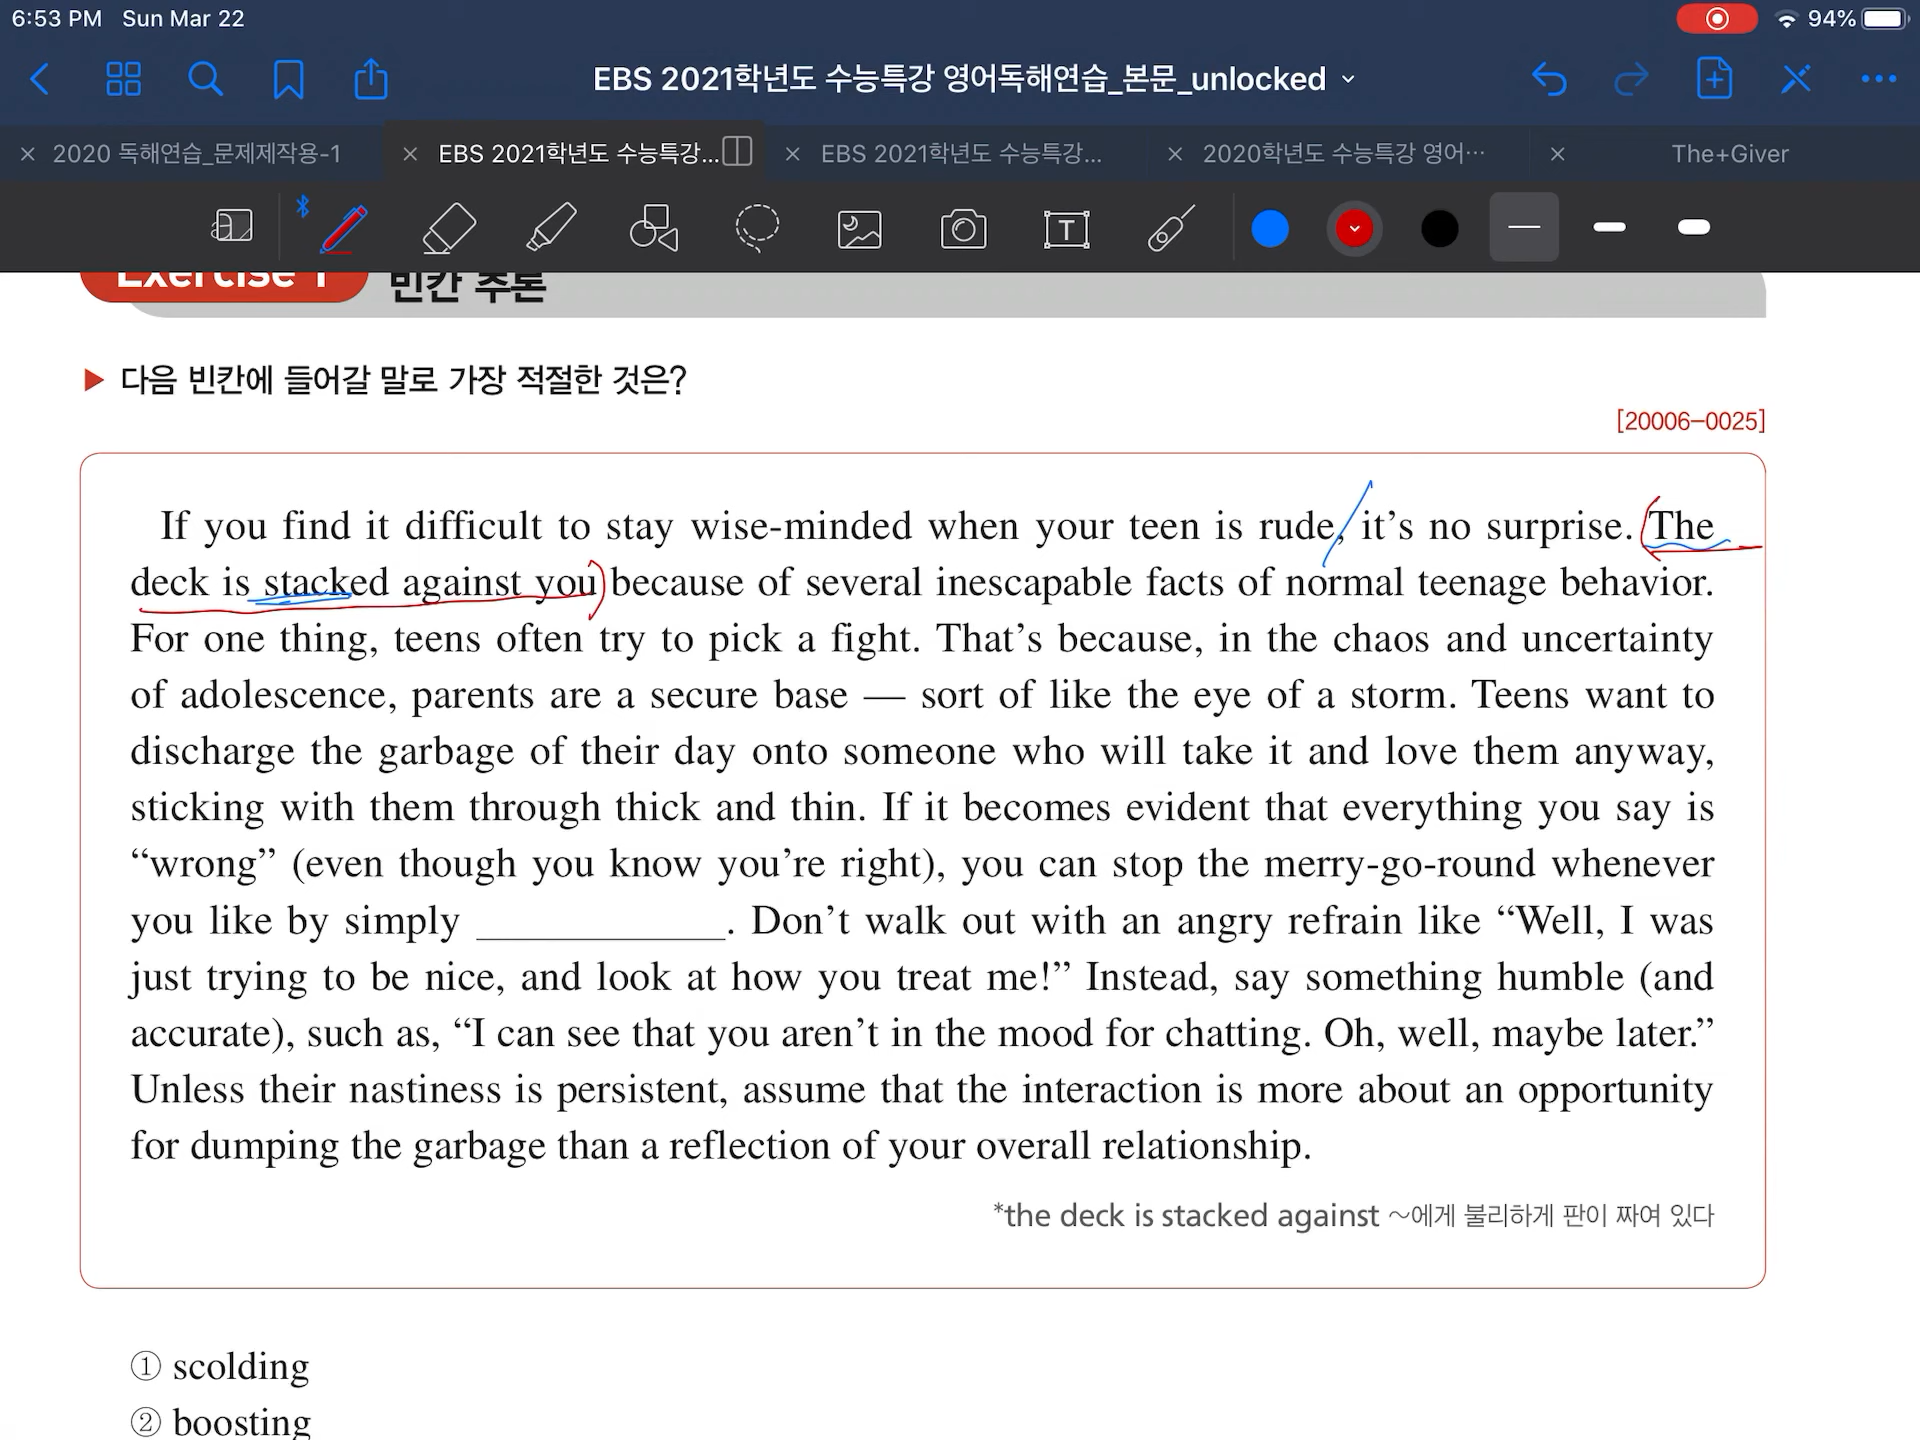 6:53 PM Sun Mar 22
94%
EBS 2021학년도 수능특강 영어독해연습_본문_unlocked
2020 독해연습_문제제작용-1
EBS 2021학년도 수능특강...
EBS 2021학년도 수능특강...
2020학년도 수능특강 영어...
The+Giver
T
Exercise 1 빈칸 추론
▶ 다음 빈칸에 들어갈 말로 가장 적절한 것은?
[20006-0025]
If you find it difficult to stay wise-minded when your teen is rude, it's no surprise. The
deck is stacked against you because of several inescapable facts of normal teenage behavior.
For one thing, teens often try to pick a fight. That's because, in the chaos and uncertainty
of adolescence, parents are a secure base — sort of like the eye of a storm. Teens want to
discharge the garbage of their day onto someone who will take it and love them anyway,
sticking with them through thick and thin. If it becomes evident that everything you say is
“wrong” (even though you know you're right), you can stop the merry-go-round whenever
you like by simply ____________. Don't walk out with an angry refrain like “Well, I was
just trying to be nice, and look at how you treat me!” Instead, say something humble (and
accurate), such as, “I can see that you aren't in the mood for chatting. Oh, well, maybe later.”
Unless their nastiness is persistent, assume that the interaction is more about an opportunity
for dumping the garbage than a reflection of your overall relationship.
*the deck is stacked against ~에게 불리하게 판이 짜여 있다
① scolding
② boosting